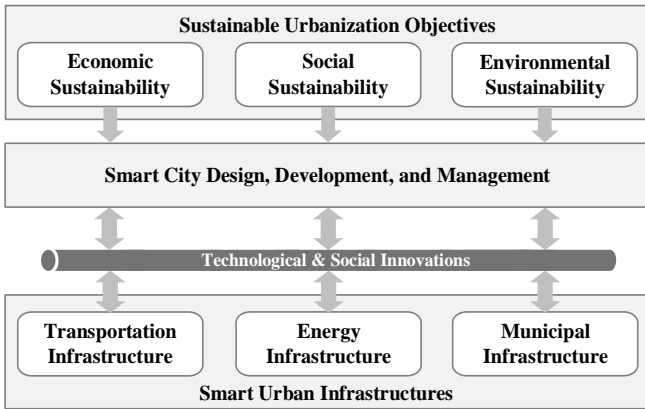 Sustainable Urbanization Objectives
Economic
Sustainability
Social
Sustainability
Environmental
Sustainability
Smart City Design, Development, and Management
Technological & Social Innovations
Transportation
Infrastructure
Energy
Infrastructure
Municipal
Infrastructure
Smart Urban Infrastructures